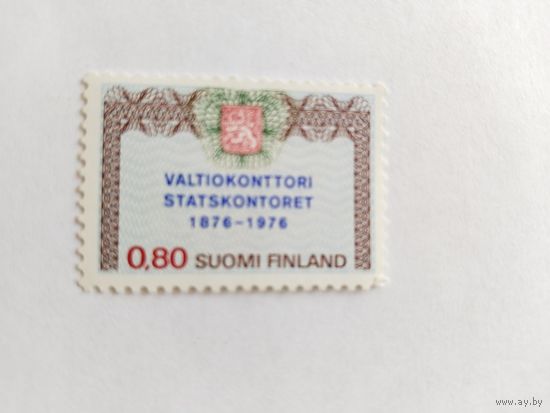 VALTIOKONTTORI
STATSKONTORET
1876-1976
0,80 SUOMI FINLAND
© www.ay.by